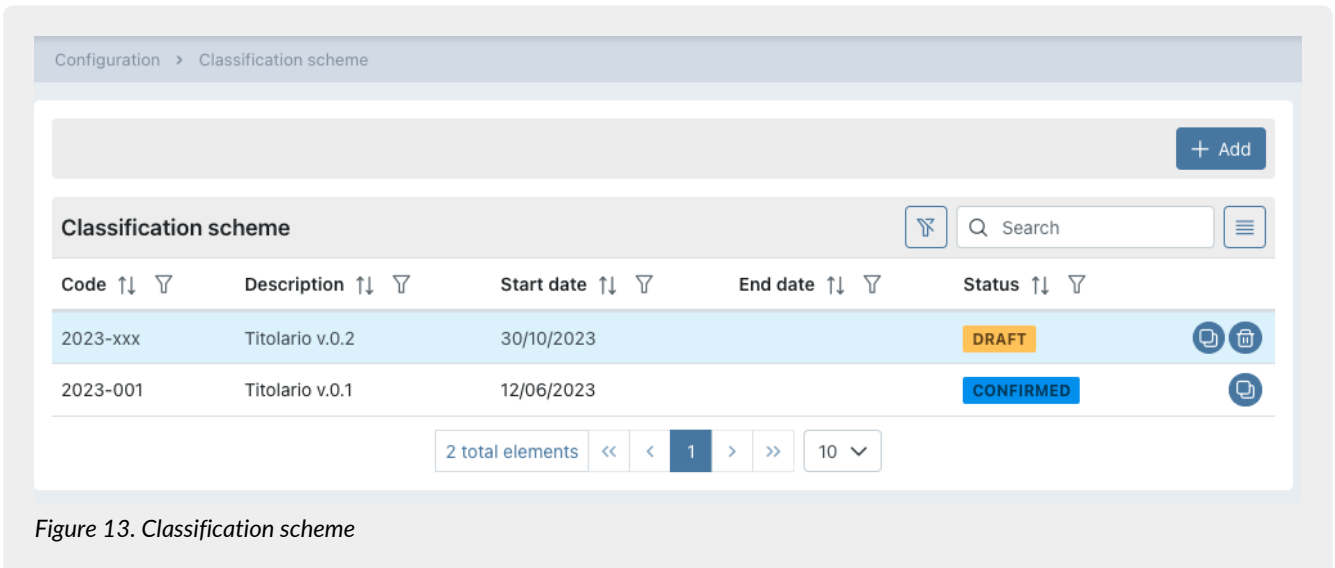 Configuration > Classification scheme
+ Add
Classification scheme Search
Code Description Start date End date Status
2023-xxx Titolario v.0.2 30/10/2023 DRAFT
2023-001 Titolario v.0.1 12/06/2023 CONFIRMED
2 total elements << < 1 > >> 10
Figure 13. Classification scheme